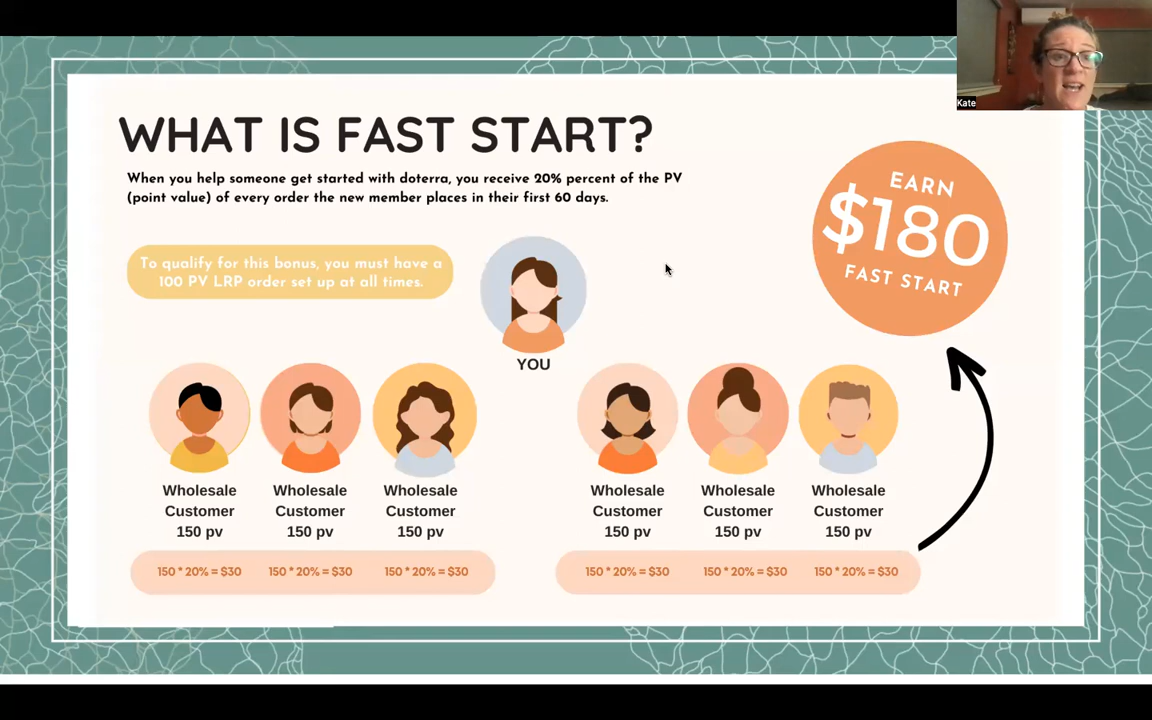 Kate
WHAT IS FAST START?
When you help someone get started with doterra, you receive 20% percent of the PV
(point value) of every order the new member places in their first 60 days.
EARN
$180
FAST START
To qualify for this bonus, you must have a
100 PV LRP order set up at all times.
YOU
Wholesale
Customer
150 pv
Wholesale
Customer
150 pv
Wholesale
Customer
150 pv
Wholesale
Customer
150 pv
Wholesale
Customer
150 pv
Wholesale
Customer
150 pv
150 * 20% = $30
150 * 20% = $30
150 * 20% = $30
150 * 20% = $30
150 * 20% = $30
150 * 20% = $30